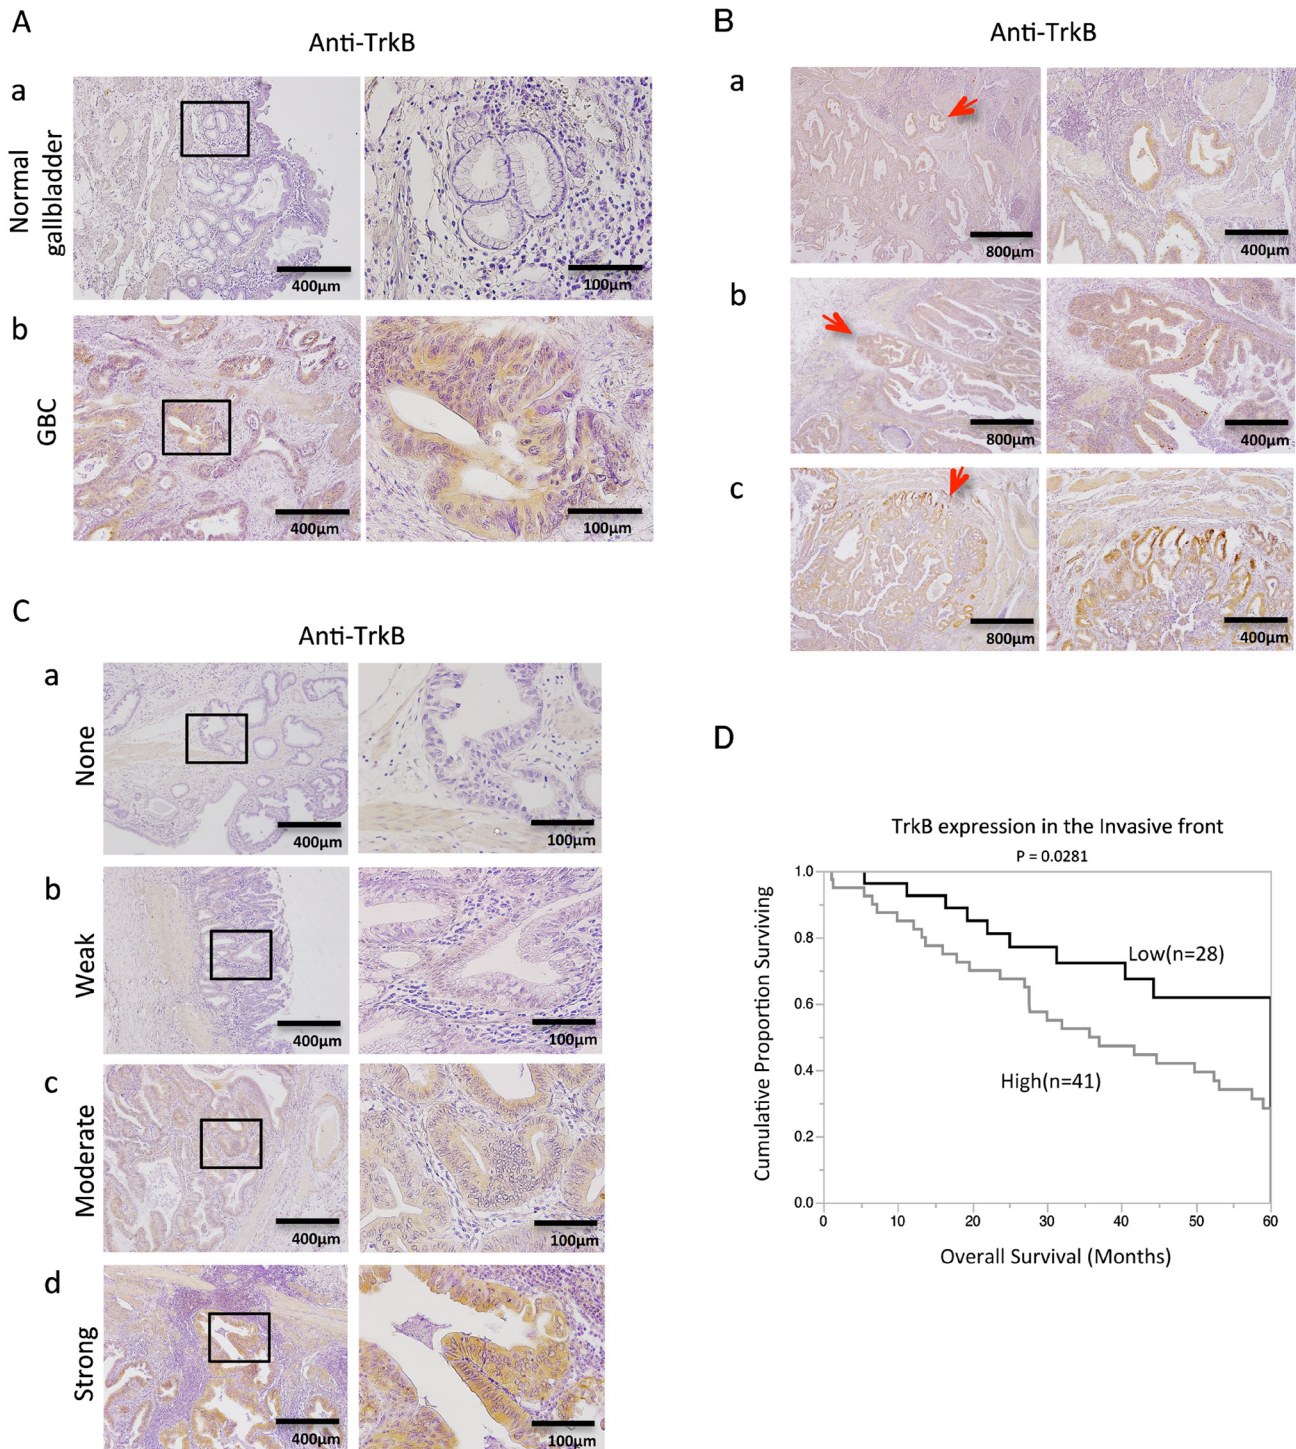 A
Anti-TrkB
a
Normal
gallbladder
400μm
100μm
b
GBC
400μm
100μm
B
Anti-TrkB
a
800μm
400μm
b
800μm
400μm
c
800μm
400μm
C
Anti-TrkB
a
None
400μm
100μm
b
Weak
400μm
100μm
c
Moderate
400μm
100μm
d
Strong
400μm
100μm
D
TrkB expression in the Invasive front
P = 0.0281
Cumulative Proportion Surviving
1.0
0.8
0.6
0.4
0.2
0.0
Low(n=28)
High(n=41)
0 10 20 30 40 50 60
Overall Survival (Months)